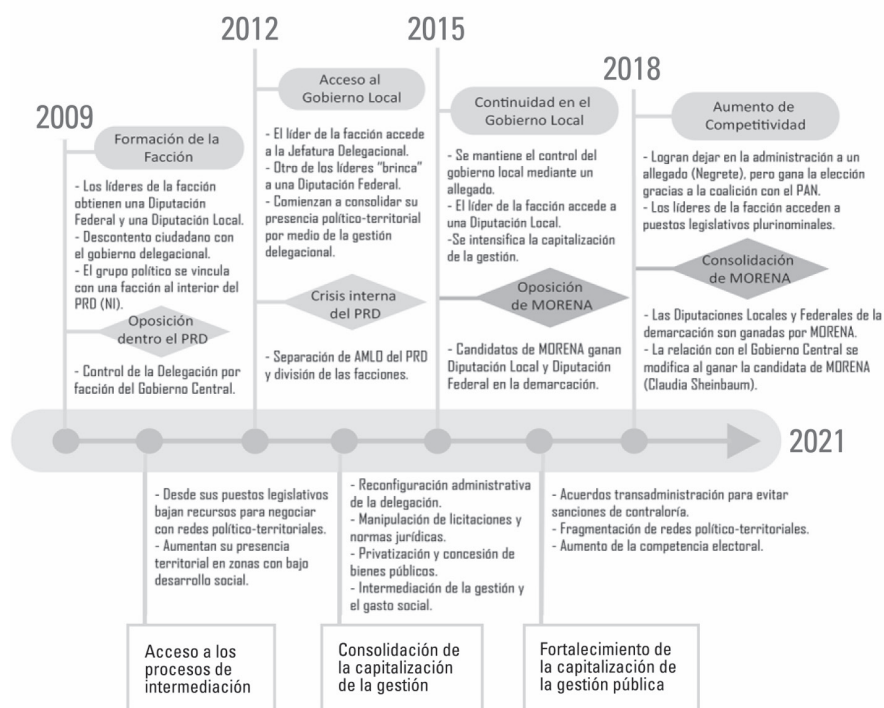 2009
Formación de la
Facción
- Los líderes de la facción
obtienen una Diputación
Federal y una Diputación Local.
- Descontento ciudadano con
el gobierno delegacional.
- El grupo político se vincula
con una facción al interior del
PRD (NI).
Oposición
dentro el PRD
- Control de la Delegación por
facción del Gobierno Central.
2012
Acceso al
Gobierno Local
- El líder de la facción accede
a la Jefatura Delegacional.
- Otro de los líderes "brinca"
a una Diputación Federal.
- Comienzan a consolidar su
presencia político-territorial
por medio de la gestión
delegacional.
Crisis interna
del PRD
- Separación de AMLO del PRD
y división de las facciones.
2015
Continuidad en el
Gobierno Local
- Se mantiene el control del
gobierno local mediante un
allegado.
- El líder de la facción accede a
una Diputación Local.
-Se intensifica la capitalización
de la gestión.
Oposición
de MORENA
- Candidatos de MORENA ganan
Diputación Local y Diputación
Federal en la demarcación.
2018
Aumento de
Competitividad
- Logran dejar en la administración a un
allegado (Negrete), pero gana la elección
gracias a la coalición con el PAN.
- Los líderes de la facción acceden a
puestos legislativos plurinominales.
Consolidación
de MORENA
- Las Diputaciones Locales y Federales de la
demarcación son ganadas por MORENA.
- La relación con el Gobierno Central se
modifica al ganar la candidata de MORENA
(Claudia Sheinbaum).
2021
- Desde sus puestos legislativos
bajan recursos para negociar
con redes político-territoriales.
- Aumentan su presencia
territorial en zonas con bajo
desarrollo social.
Acceso a los
procesos de
intermediación
- Reconfiguración administrativa
de la delegación.
- Manipulación de licitaciones y
normas jurídicas.
- Privatización y concesión de
bienes públicos.
- Intermediación de la gestión y
el gasto social.
Consolidación de
la capitalización
de la gestión
- Acuerdos transadministración para evitar
sanciones de contraloría.
- Fragmentación de redes político-territoriales.
- Aumento de la competencia electoral.
Fortalecimiento de
la capitalización de
la gestión pública